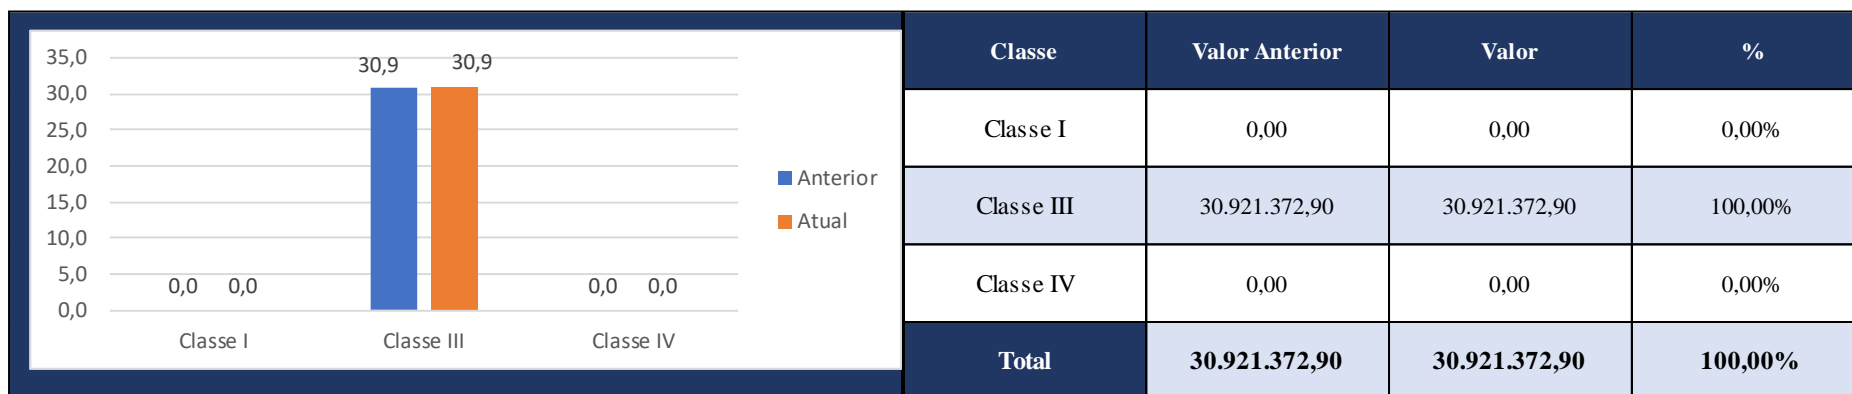 35,0
30,0
25,0
20,0
15,0
10,0
5,0
0,0
0,0 0,0
30,9 30,9
0,0 0,0
Classe I Classe III Classe IV
Anterior
Atual
Classe Valor Anterior Valor %
Classe I 0,00 0,00 0,00%
Classe III 30.921.372,90 30.921.372,90 100,00%
Classe IV 0,00 0,00 0,00%
Total 30.921.372,90 30.921.372,90 100,00%